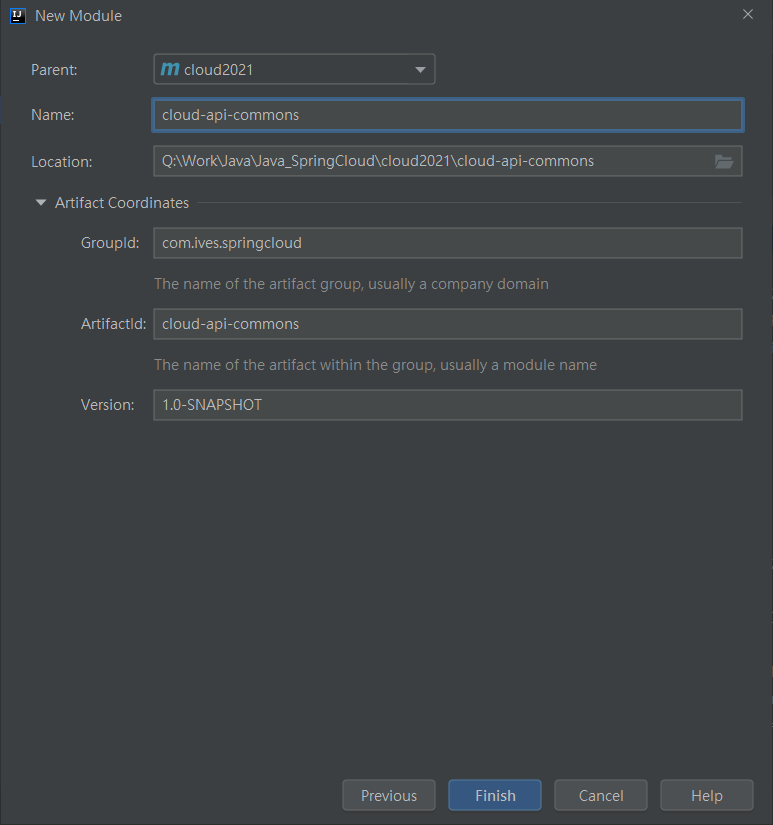 New Module
Parent: cloud2021
Name: cloud-api-commons
Location: Q:\Work\Java\Java_SpringCloud\cloud2021\cloud-api-commons
Artifact Coordinates
GroupId: com.ives.springcloud
The name of the artifact group, usually a company domain
ArtifactId: cloud-api-commons
The name of the artifact within the group, usually a module name
Version: 1.0-SNAPSHOT
Previous Finish Cancel Help